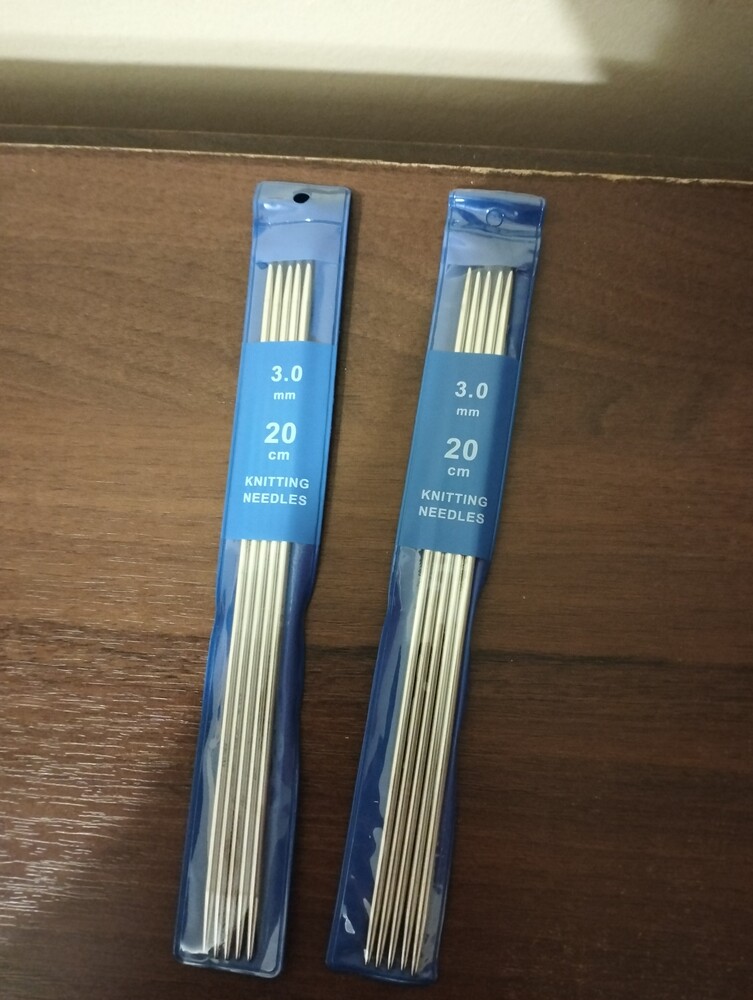 3.0
mm
20
cm
KNITTING
NEEDLES
3.0
mm
20
cm
KNITTING
NEEDLES